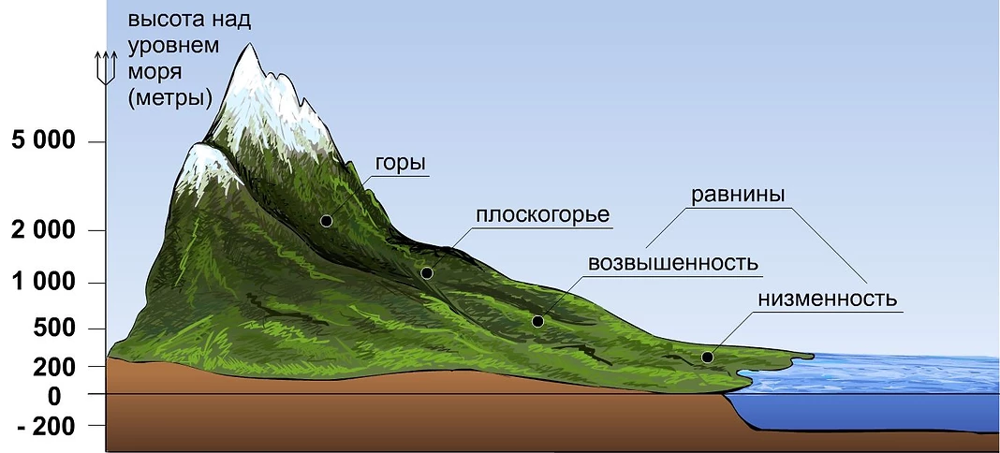 высота над
уровнем
моря
(метры)
5 000
2 000
1 000
500
200
0
- 200
горы
плоскогорье
равнины
возвышенность
низменность